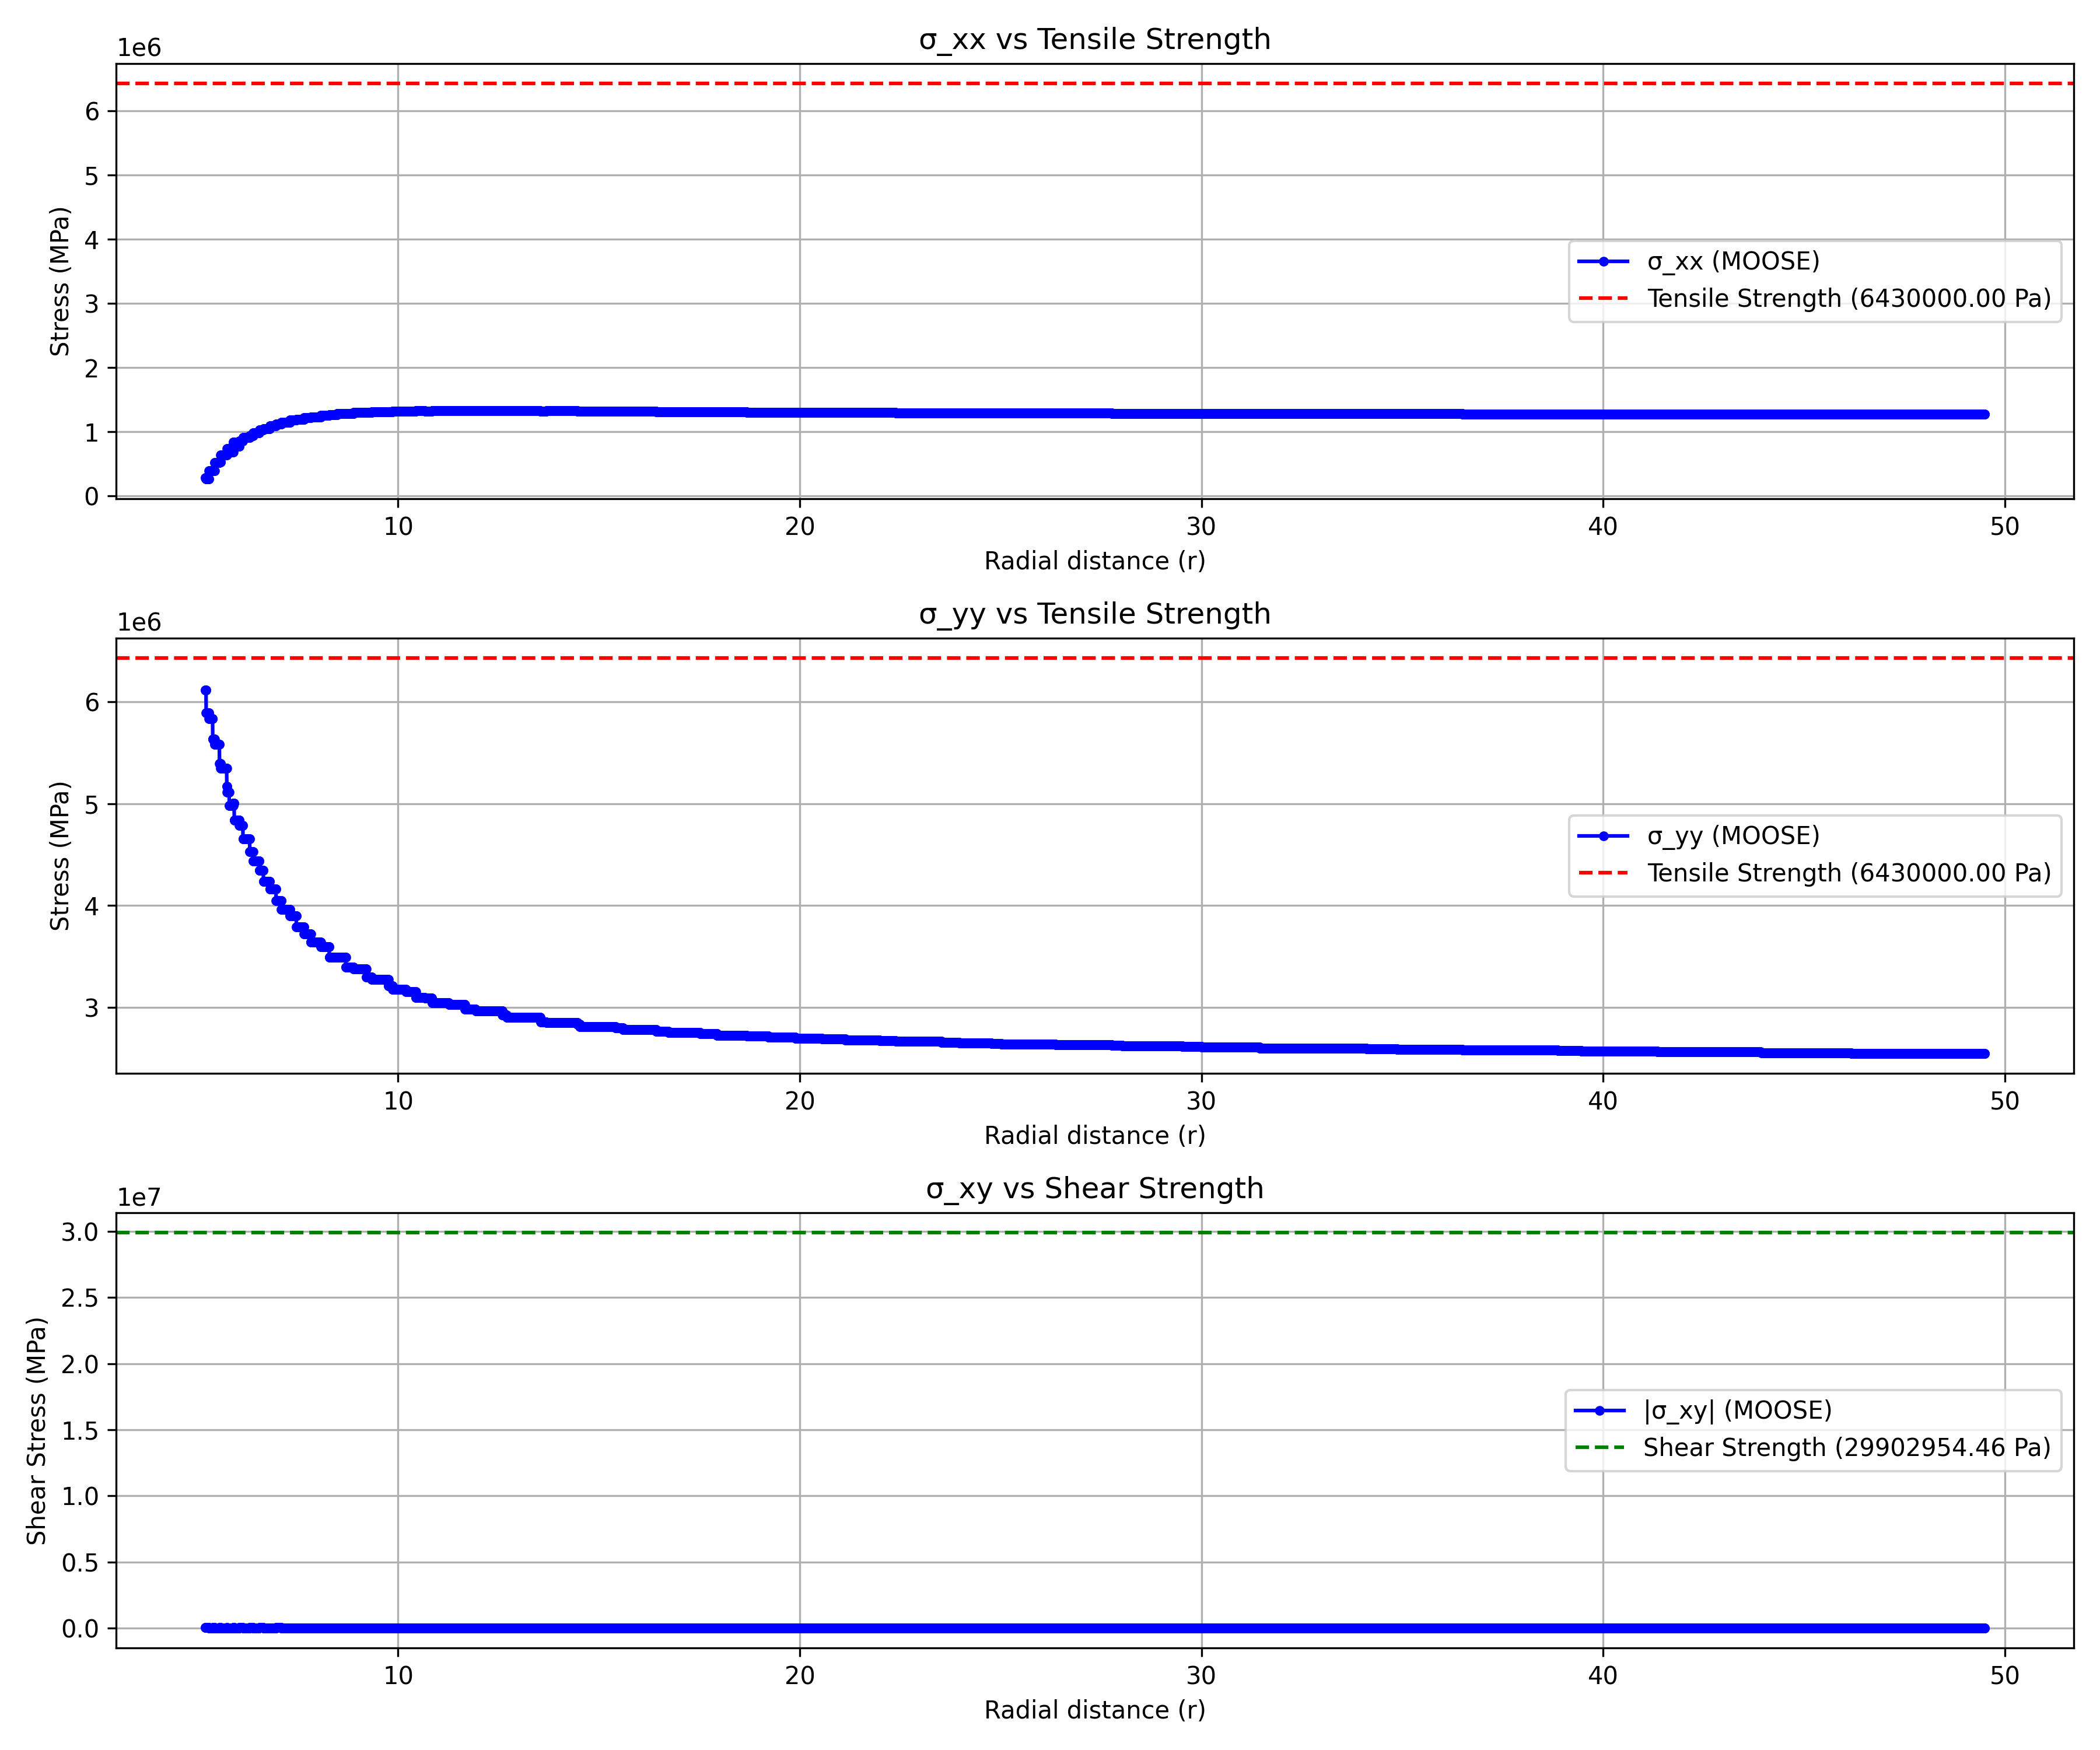 σ_xx vs Tensile Strength
1e6
6
5
4
3
2
1
0
Stress (MPa)
σ_xx (MOOSE)
Tensile Strength (6430000.00 Pa)
10 20 30 40 50
Radial distance (r)
σ_yy vs Tensile Strength
1e6
6
5
4
3
Stress (MPa)
σ_yy (MOOSE)
Tensile Strength (6430000.00 Pa)
10 20 30 40 50
Radial distance (r)
σ_xy vs Shear Strength
1e7
3.0
2.5
2.0
1.5
1.0
0.5
0.0
Shear Stress (MPa)
|σ_xy| (MOOSE)
Shear Strength (29902954.46 Pa)
10 20 30 40 50
Radial distance (r)